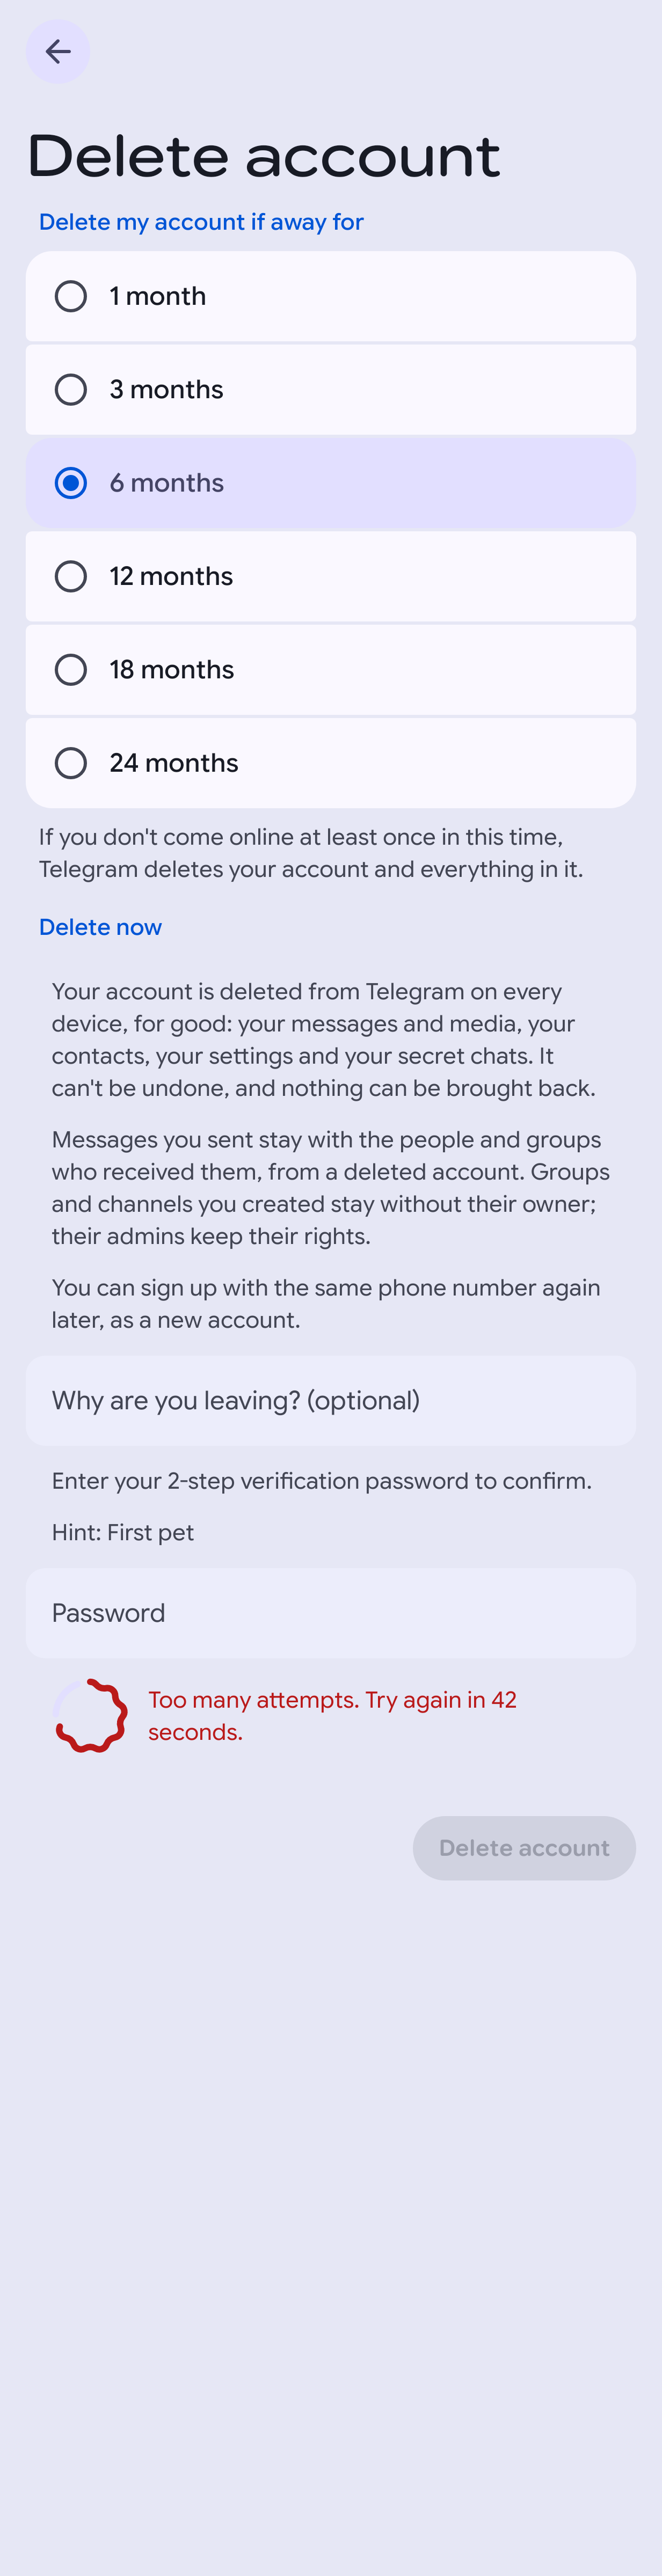 Delete account
Delete my account if away for
1 month
3 months
6 months
12 months
18 months
24 months
If you don't come online at least once in this time,
Telegram deletes your account and everything in it.
Delete now
Your account is deleted from Telegram on every
device, for good: your messages and media, your
contacts, your settings and your secret chats. It
can't be undone, and nothing can be brought back.
Messages you sent stay with the people and groups
who received them, from a deleted account. Groups
and channels you created stay without their owner;
their admins keep their rights.
You can sign up with the same phone number again
later, as a new account.
Why are you leaving? (optional)
Enter your 2-step verification password to confirm.
Hint: First pet
Password
Too many attempts. Try again in 42
seconds.
Delete account